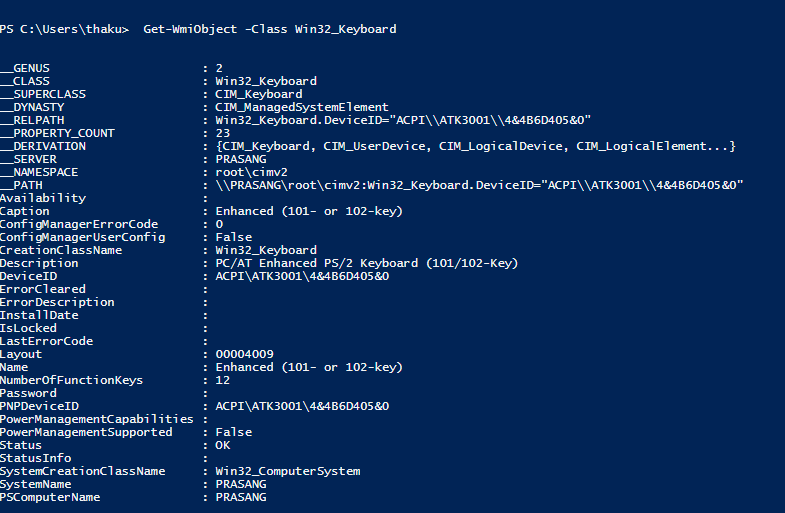 PS C:\Users\thaku>  Get-WmiObject -Class Win32_Keyboard
__GENUS                     : 2
__CLASS                     : Win32_Keyboard
__SUPERCLASS                : CIM_Keyboard
__DYNASTY                   : CIM_ManagedSystemElement
__RELPATH                   : Win32_Keyboard.DeviceID="ACPI\\ATK3001\\4&4B6D405&0"
__PROPERTY_COUNT            : 23
__DERIVATION                : {CIM_Keyboard, CIM_UserDevice, CIM_LogicalDevice, CIM_LogicalElement...}
__SERVER                    : PRASANG
__NAMESPACE                 : root\cimv2
__PATH                      : \\PRASANG\root\cimv2:Win32_Keyboard.DeviceID="ACPI\\ATK3001\\4&4B6D405&0"
Availability                :
Caption                     : Enhanced (101- or 102-key)
ConfigManagerErrorCode      : 0
ConfigManagerUserConfig     : False
CreationClassName           : Win32_Keyboard
Description                 : PC/AT Enhanced PS/2 Keyboard (101/102-Key)
DeviceID                    : ACPI\ATK3001\4&4B6D405&0
ErrorCleared                :
ErrorDescription            :
InstallDate                 :
IsLocked                    :
LastErrorCode               :
Layout                      : 00004009
Name                        : Enhanced (101- or 102-key)
NumberOfFunctionKeys        : 12
Password                    :
PNPDeviceID                 : ACPI\ATK3001\4&4B6D405&0
PowerManagementCapabilities :
PowerManagementSupported    : False
Status                      : OK
StatusInfo                  :
SystemCreationClassName     : Win32_ComputerSystem
SystemName                  : PRASANG
PSComputerName              : PRASANG